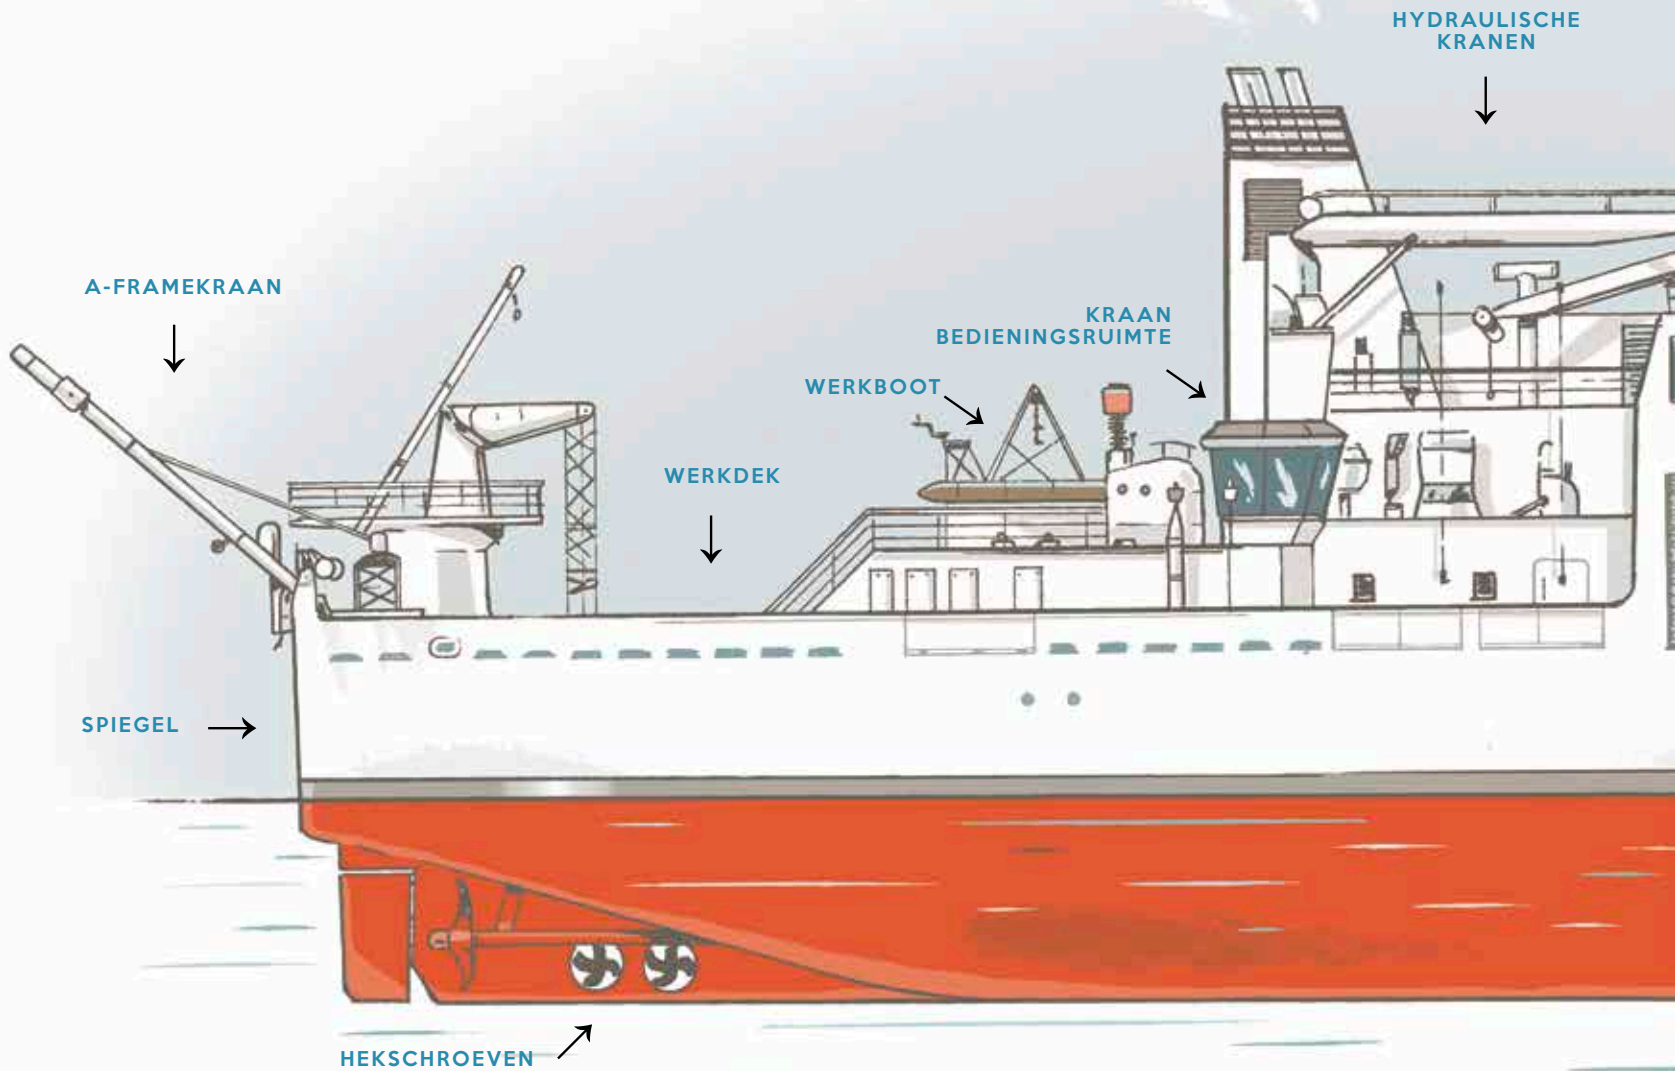 HYDRAULISCHE
KRANEN
A-FRAMEKRAAN
KRAAN
BEDIENINGSRUIMTE
WERKBOOT
WERKDEK
SPIEGEL
HEKSCHROEVEN